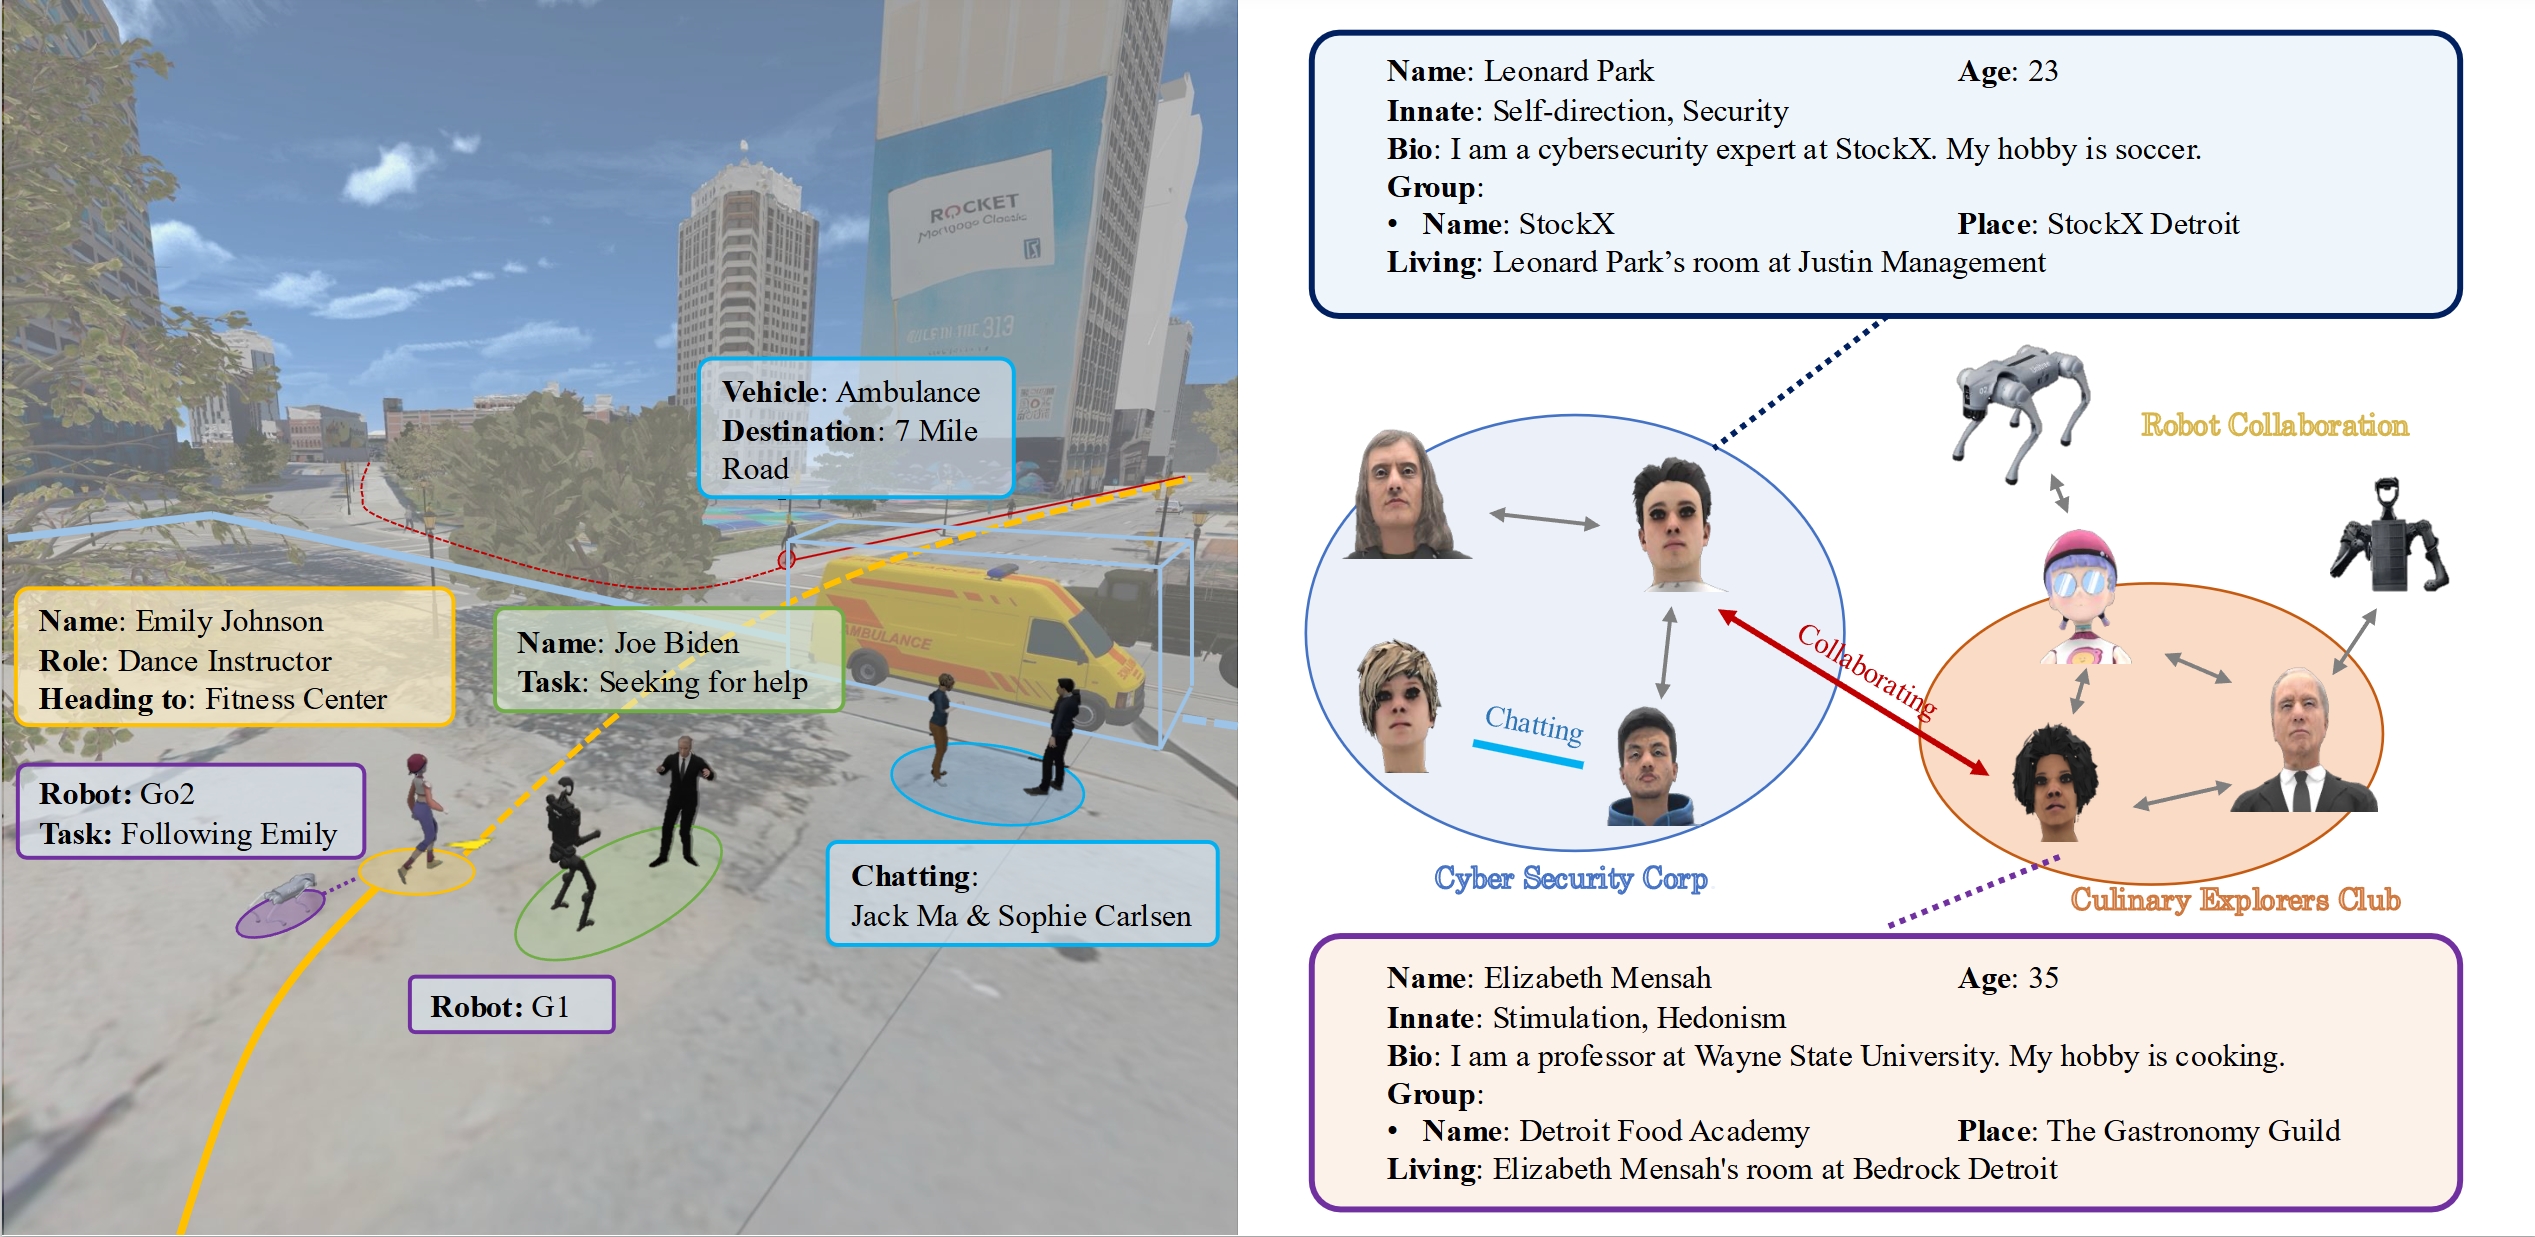 ROCKET
Mortgage Classic
313
Vehicle: Ambulance
Destination: 7 Mile
Road
AMBULANCE
Name: Emily Johnson
Role: Dance Instructor
Heading to: Fitness Center
Name: Joe Biden
Task: Seeking for help
Robot: Go2
Task: Following Emily
Chatting:
Jack Ma & Sophie Carlsen
Robot: G1
Name: Leonard Park Age: 23
Innate: Self-direction, Security
Bio: I am a cybersecurity expert at StockX. My hobby is soccer.
Group:
• Name: StockX Place: StockX Detroit
Living: Leonard Park’s room at Justin Management
Robot Collaboration
Collaborating
Chatting
Cyber Security Corp
Culinary Explorers Club
Name: Elizabeth Mensah Age: 35
Innate: Stimulation, Hedonism
Bio: I am a professor at Wayne State University. My hobby is cooking.
Group:
• Name: Detroit Food Academy Place: The Gastronomy Guild
Living: Elizabeth Mensah's room at Bedrock Detroit